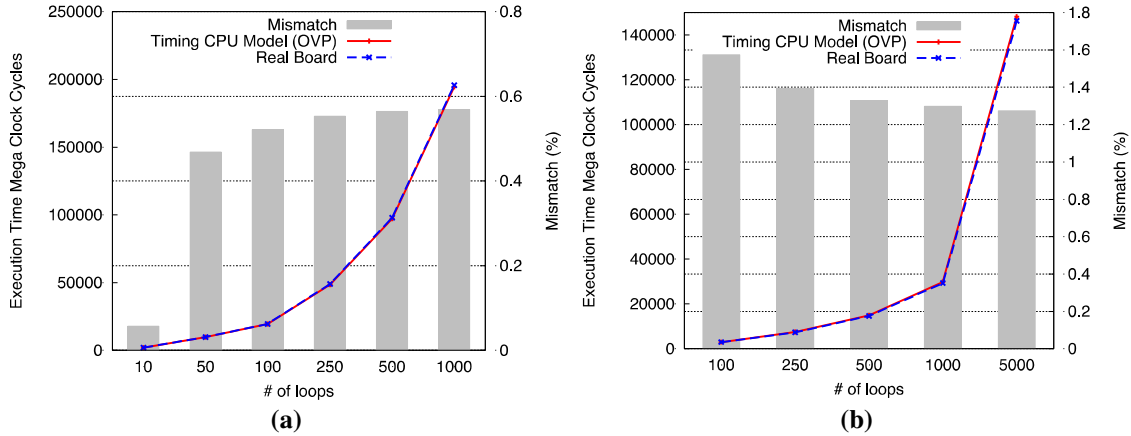 Execution Time Mega Clock Cycles
250000
200000
150000
100000
50000
0
Mismatch
Timing CPU Model (OVP)
Real Board
0.8
0.6
0.4
0.2
0
Mismatch (%)
10 50 100 250 500 1000
# of loops
(a)
Execution Time Mega Clock Cycles
140000
120000
100000
80000
60000
40000
20000
0
Mismatch
Timing CPU Model (OVP)
Real Board
1.8
1.6
1.4
1.2
1
0.8
0.6
0.4
0.2
0
Mismatch (%)
100 250 500 1000 5000
# of loops
(b)